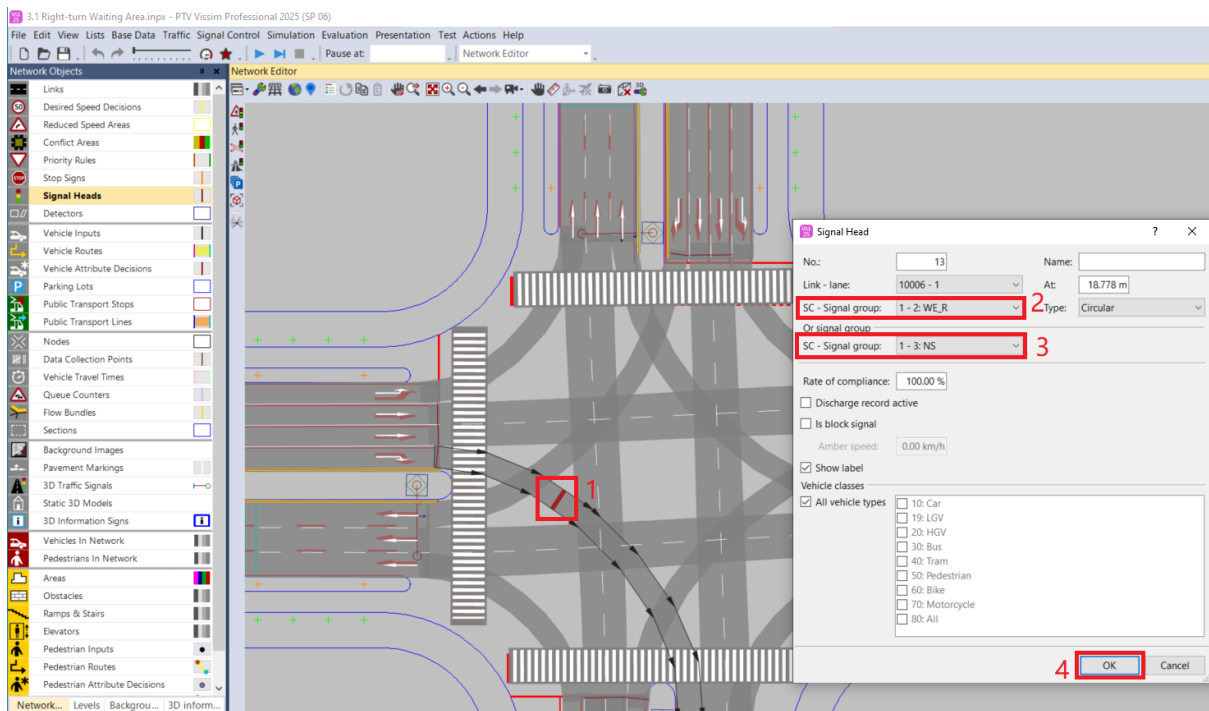 3.1 Right-turn Waiting Area.inpx - PTV Vissim Professional 2025 (SP 06)
File Edit View Lists Base Data Traffic Signal Control Simulation Evaluation Presentation Test Actions Help
Pause at: Network Editor
Network Objects
Links
Desired Speed Decisions
Reduced Speed Areas
Conflict Areas
Priority Rules
Stop Signs
Signal Heads
Detectors
Vehicle Inputs
Vehicle Routes
Vehicle Attribute Decisions
Parking Lots
Public Transport Stops
Public Transport Lines
Nodes
Data Collection Points
Vehicle Travel Times
Queue Counters
Flow Bundles
Sections
Background Images
Pavement Markings
3D Traffic Signals
Static 3D Models
3D Information Signs
Vehicles In Network
Pedestrians In Network
Areas
Obstacles
Ramps & Stairs
Elevators
Pedestrian Inputs
Pedestrian Routes
Pedestrian Attribute Decisions
Network... Levels Backgrou... 3D inform...
Network Editor
1
Signal Head ? ×
No.: 13 Name:
Link - lane: 10006 - 1 At: 18.778 m
SC - Signal group: 1 - 2: WE_R 2 Type: Circular
Or signal group
SC - Signal group: 1 - 3: NS 3
Rate of compliance: 100.00 %
Discharge record active
Is block signal
Amber speed: 0.00 km/h
Show label
Vehicle classes
All vehicle types
10: Car
19: LGV
20: HGV
30: Bus
40: Tram
50: Pedestrian
60: Bike
70: Motorcycle
80: All
4 OK Cancel